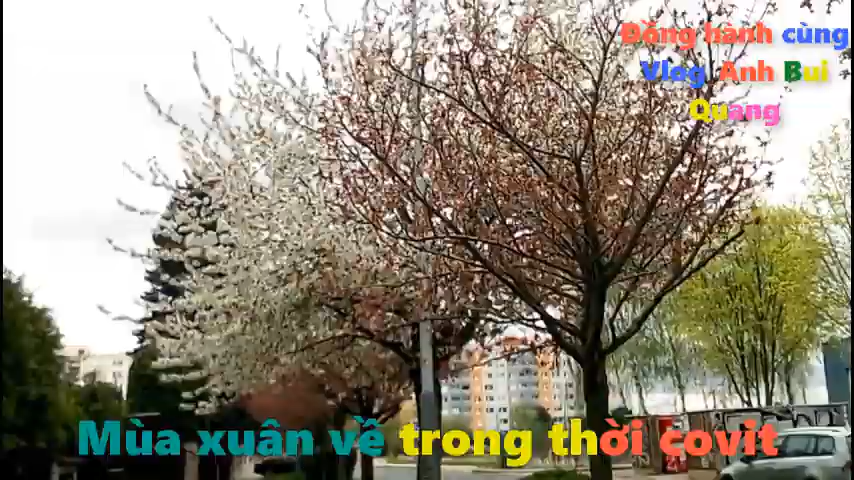 Đồng hành cùng
Vlog Anh Bui
Quang
Mùa xuân về trong thời covit